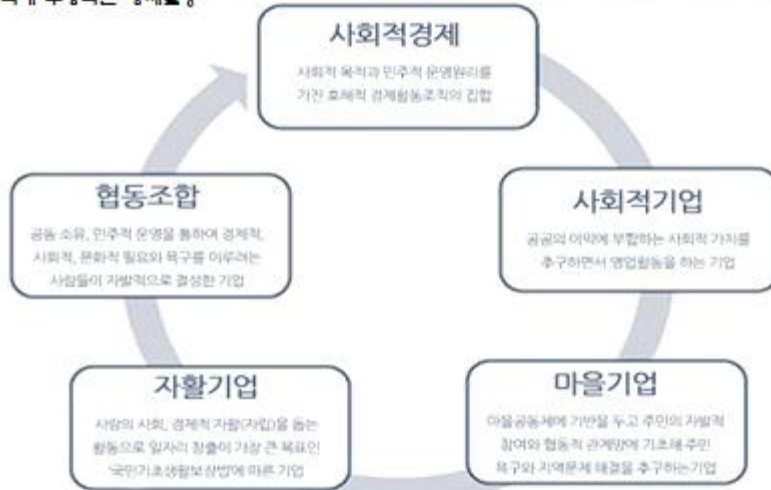 사회적경제
사회적 목적과 민주적 운영원리를
가진 호혜적 경제활동조직의 집합
사회적기업
공공의 이익에 부합하는 사회적 가치를
추구하면서 영업활동을 하는 기업
마을기업
마을공동체에 기반을 두고 주민의 자발적
참여와 협동적 관계망에 기초해 주민
욕구와 지역문제 해결을 추구하는기업
자활기업
사람의 사회, 경제적 자활(자립)을 돕는
활동으로 일자리 창출이 가장 큰 목표인
'국민기초생활보장법'에 따른 기업
협동조합
공동 소유, 민주적 운영을 통하여 경제적,
사회적, 문화적 필요와 욕구를 이루려는
사람들이 자발적으로 결성한 기업